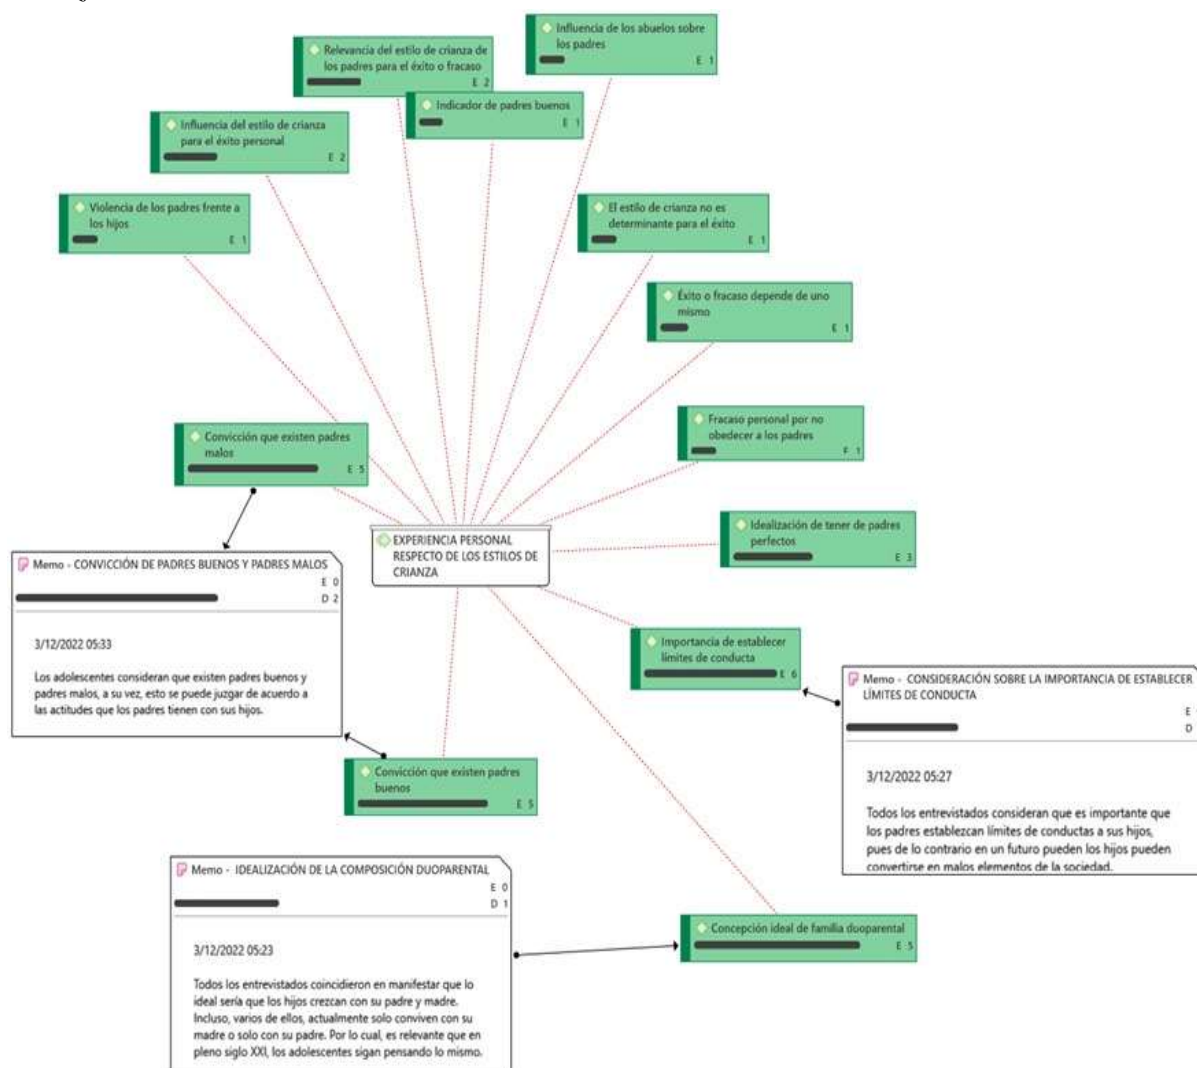 Influencia de los abuelos sobre
los padres
E 1
Relevancia del estilo de crianza de
los padres para el éxito o fracaso
E 2
Indicador de padres buenos
E 1
Influencia del estilo de crianza
para el éxito personal
E 2
Violencia de los padres frente a
los hijos
E 1
El estilo de crianza no es
determinante para el éxito
E 1
Éxito o fracaso depende de uno
mismo
E 1
Fracaso personal por no
obedecer a los padres
E 1
Convicción que existen padres
malos
E 5
Idealización de tener de padres
perfectos
E 3
EXPERIENCIA PERSONAL
RESPECTO DE LOS ESTILOS DE
CRIANZA
Memo - CONVICCIÓN DE PADRES BUENOS Y PADRES MALOS
E 0
D 2
3/12/2022 05:33
Los adolescentes consideran que existen padres buenos y
padres malos, a su vez, esto se puede juzgar de acuerdo a
las actitudes que los padres tienen con sus hijos.
Importancia de establecer
límites de conducta
E 6
Memo - CONSIDERACIÓN SOBRE LA IMPORTANCIA DE ESTABLECER
LÍMITES DE CONDUCTA
E
D
3/12/2022 05:27
Todos los entrevistados consideran que es importante que
los padres establezcan límites de conductas a sus hijos,
pues de lo contrario en un futuro pueden los hijos pueden
convertirse en malos elementos de la sociedad.
Convicción que existen padres
buenos
E 5
Memo - IDEALIZACIÓN DE LA COMPOSICIÓN DUOPARENTAL
E 0
D 1
3/12/2022 05:23
Todos los entrevistados coincidieron en manifestar que lo
ideal sería que los hijos crezcan con su padre y madre.
Incluso, varios de ellos, actualmente solo conviven con su
madre o solo con su padre. Por lo cual, es relevante que en
pleno siglo XXI, los adolescentes sigan pensando lo mismo.
Concepción ideal de familia duoparental
E 5